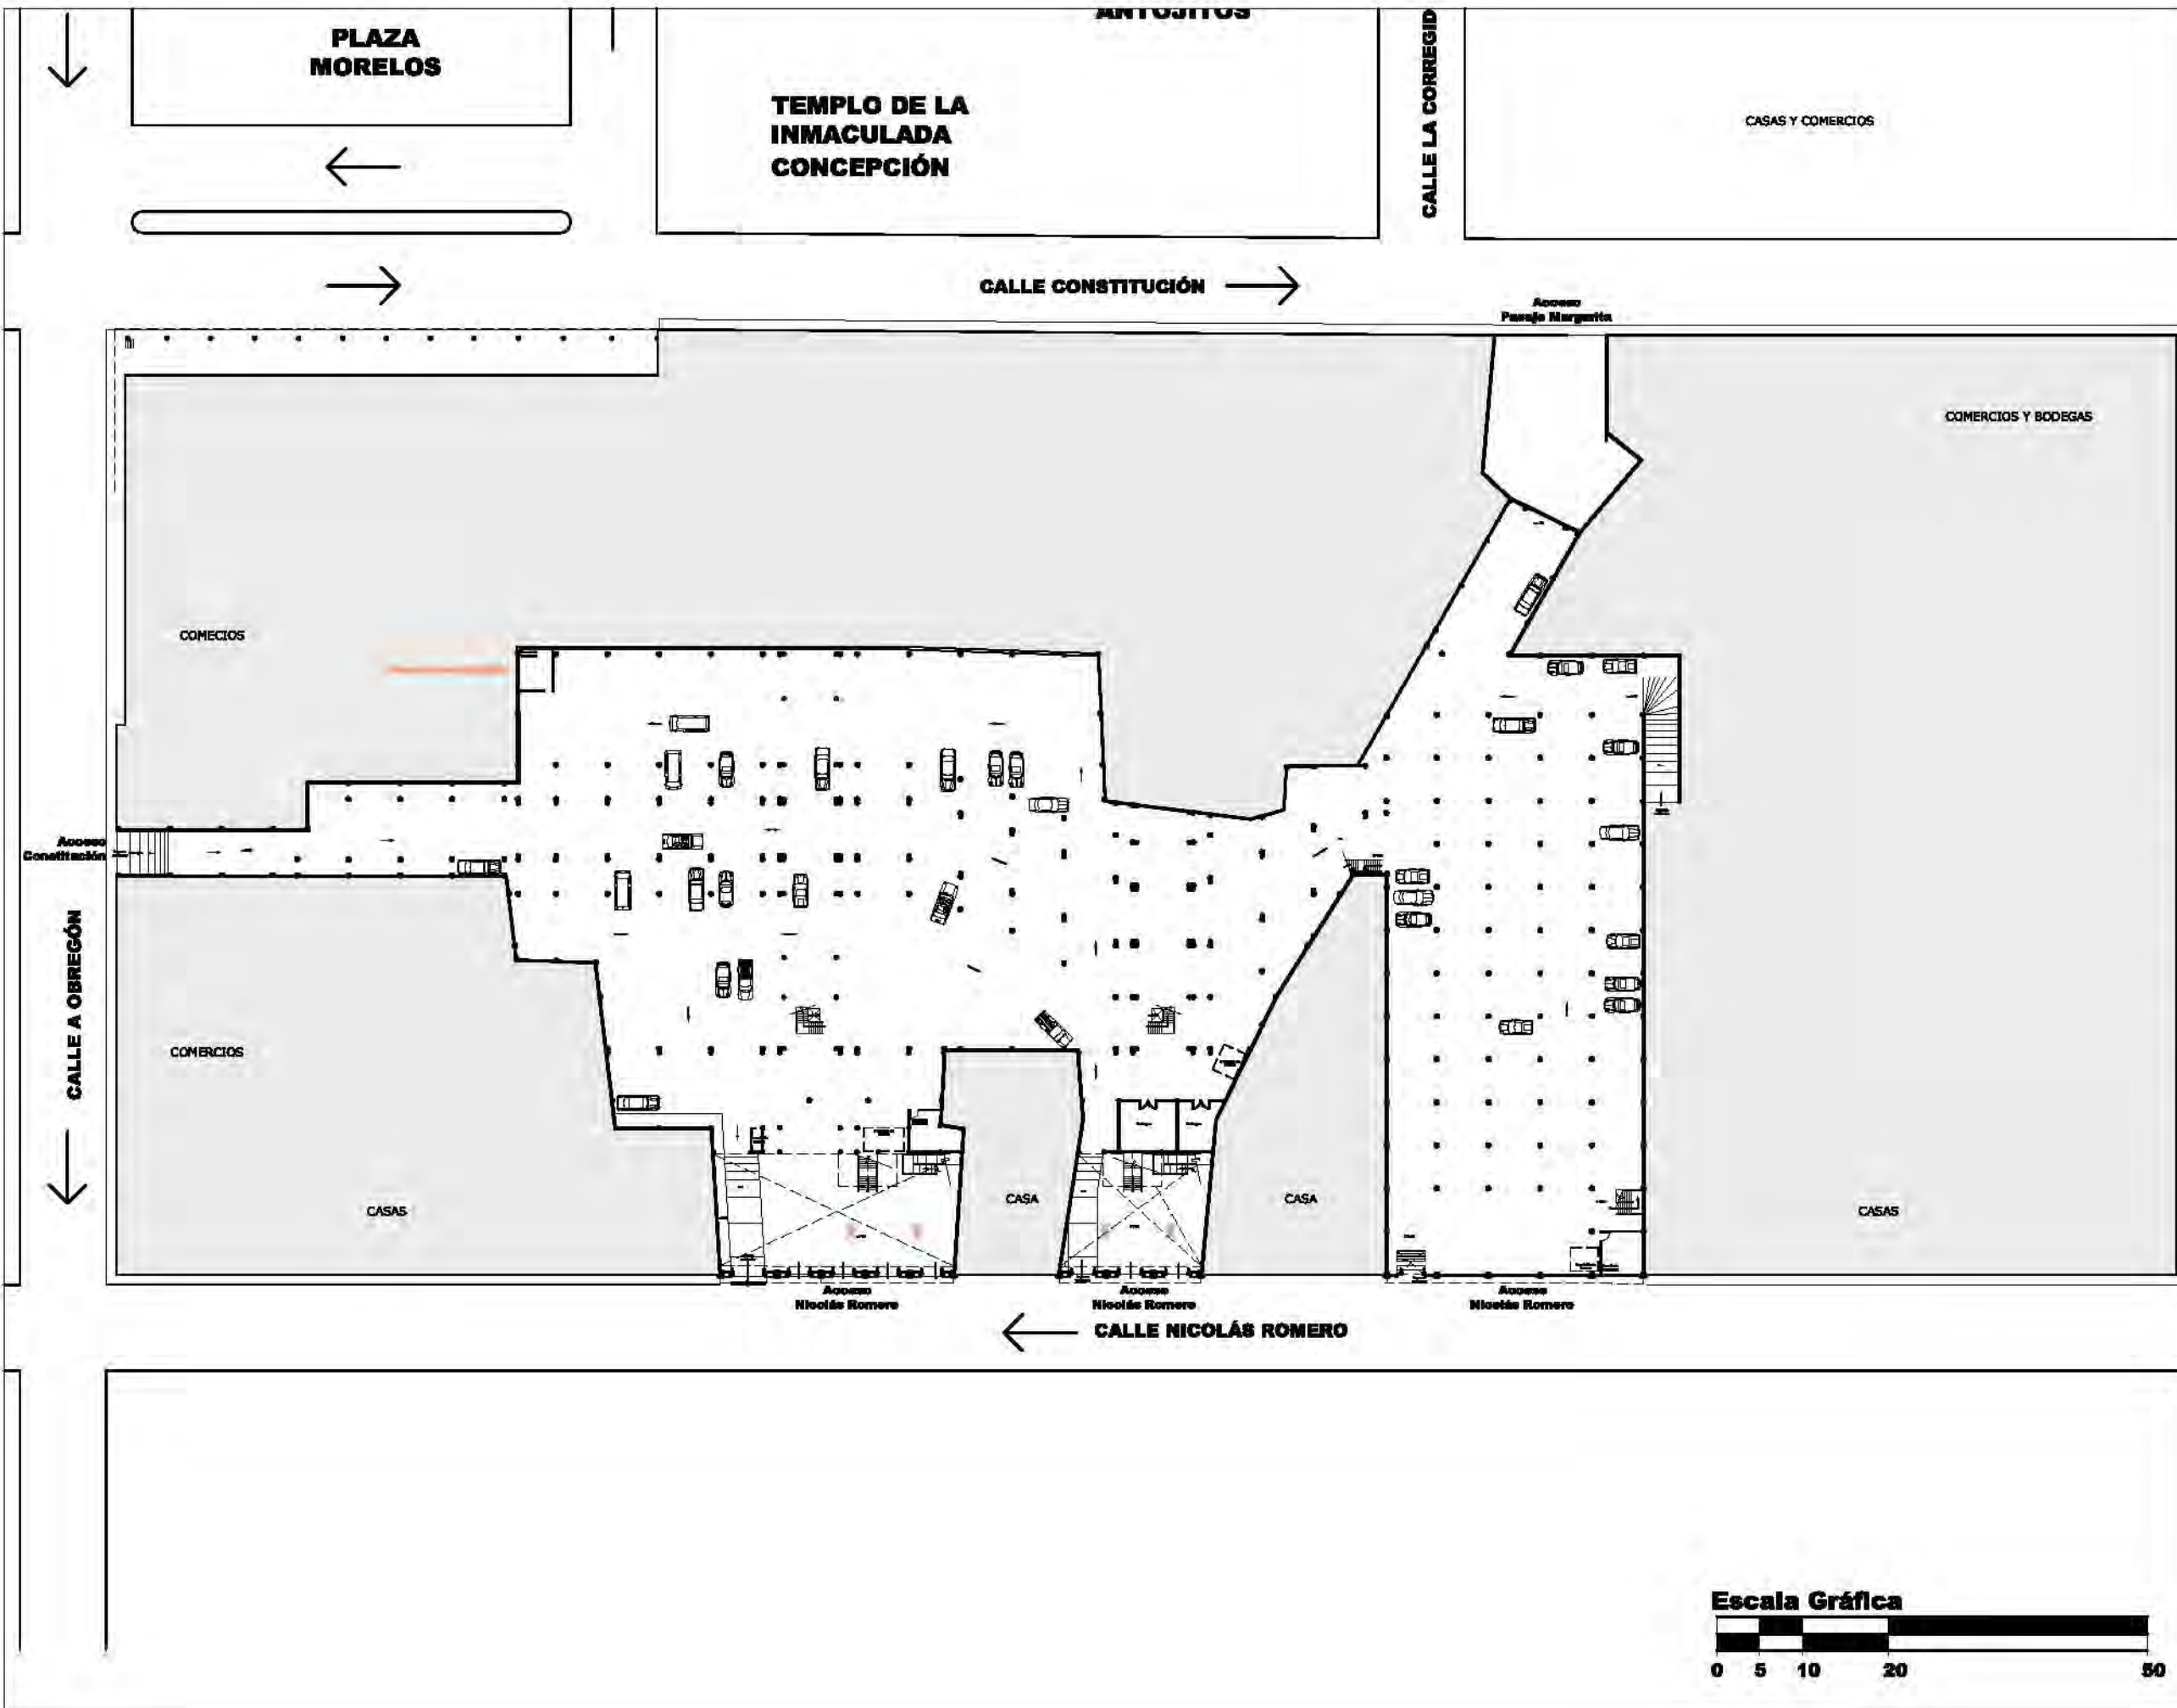 ANTOJITOS
PLAZA
MORELOS
TEMPLO DE LA
INMACULADA
CONCEPCIÓN
CALLE LA CORREGID
CASAS Y COMERCIOS
CALLE CONSTITUCIÓN
Acceso
Pasaje Margarita
COMERCIOS Y BODEGAS
COMECIOS
Acceso
Constitución
CALLE A OBREGÓN
COMERCIOS
CASAS
CASA
CASA
CASAS
Acceso
Nicolás Romero
Acceso
Nicolás Romero
Acceso
Nicolás Romero
CALLE NICOLÁS ROMERO
Escala Gráfica
0 5 10 20 50